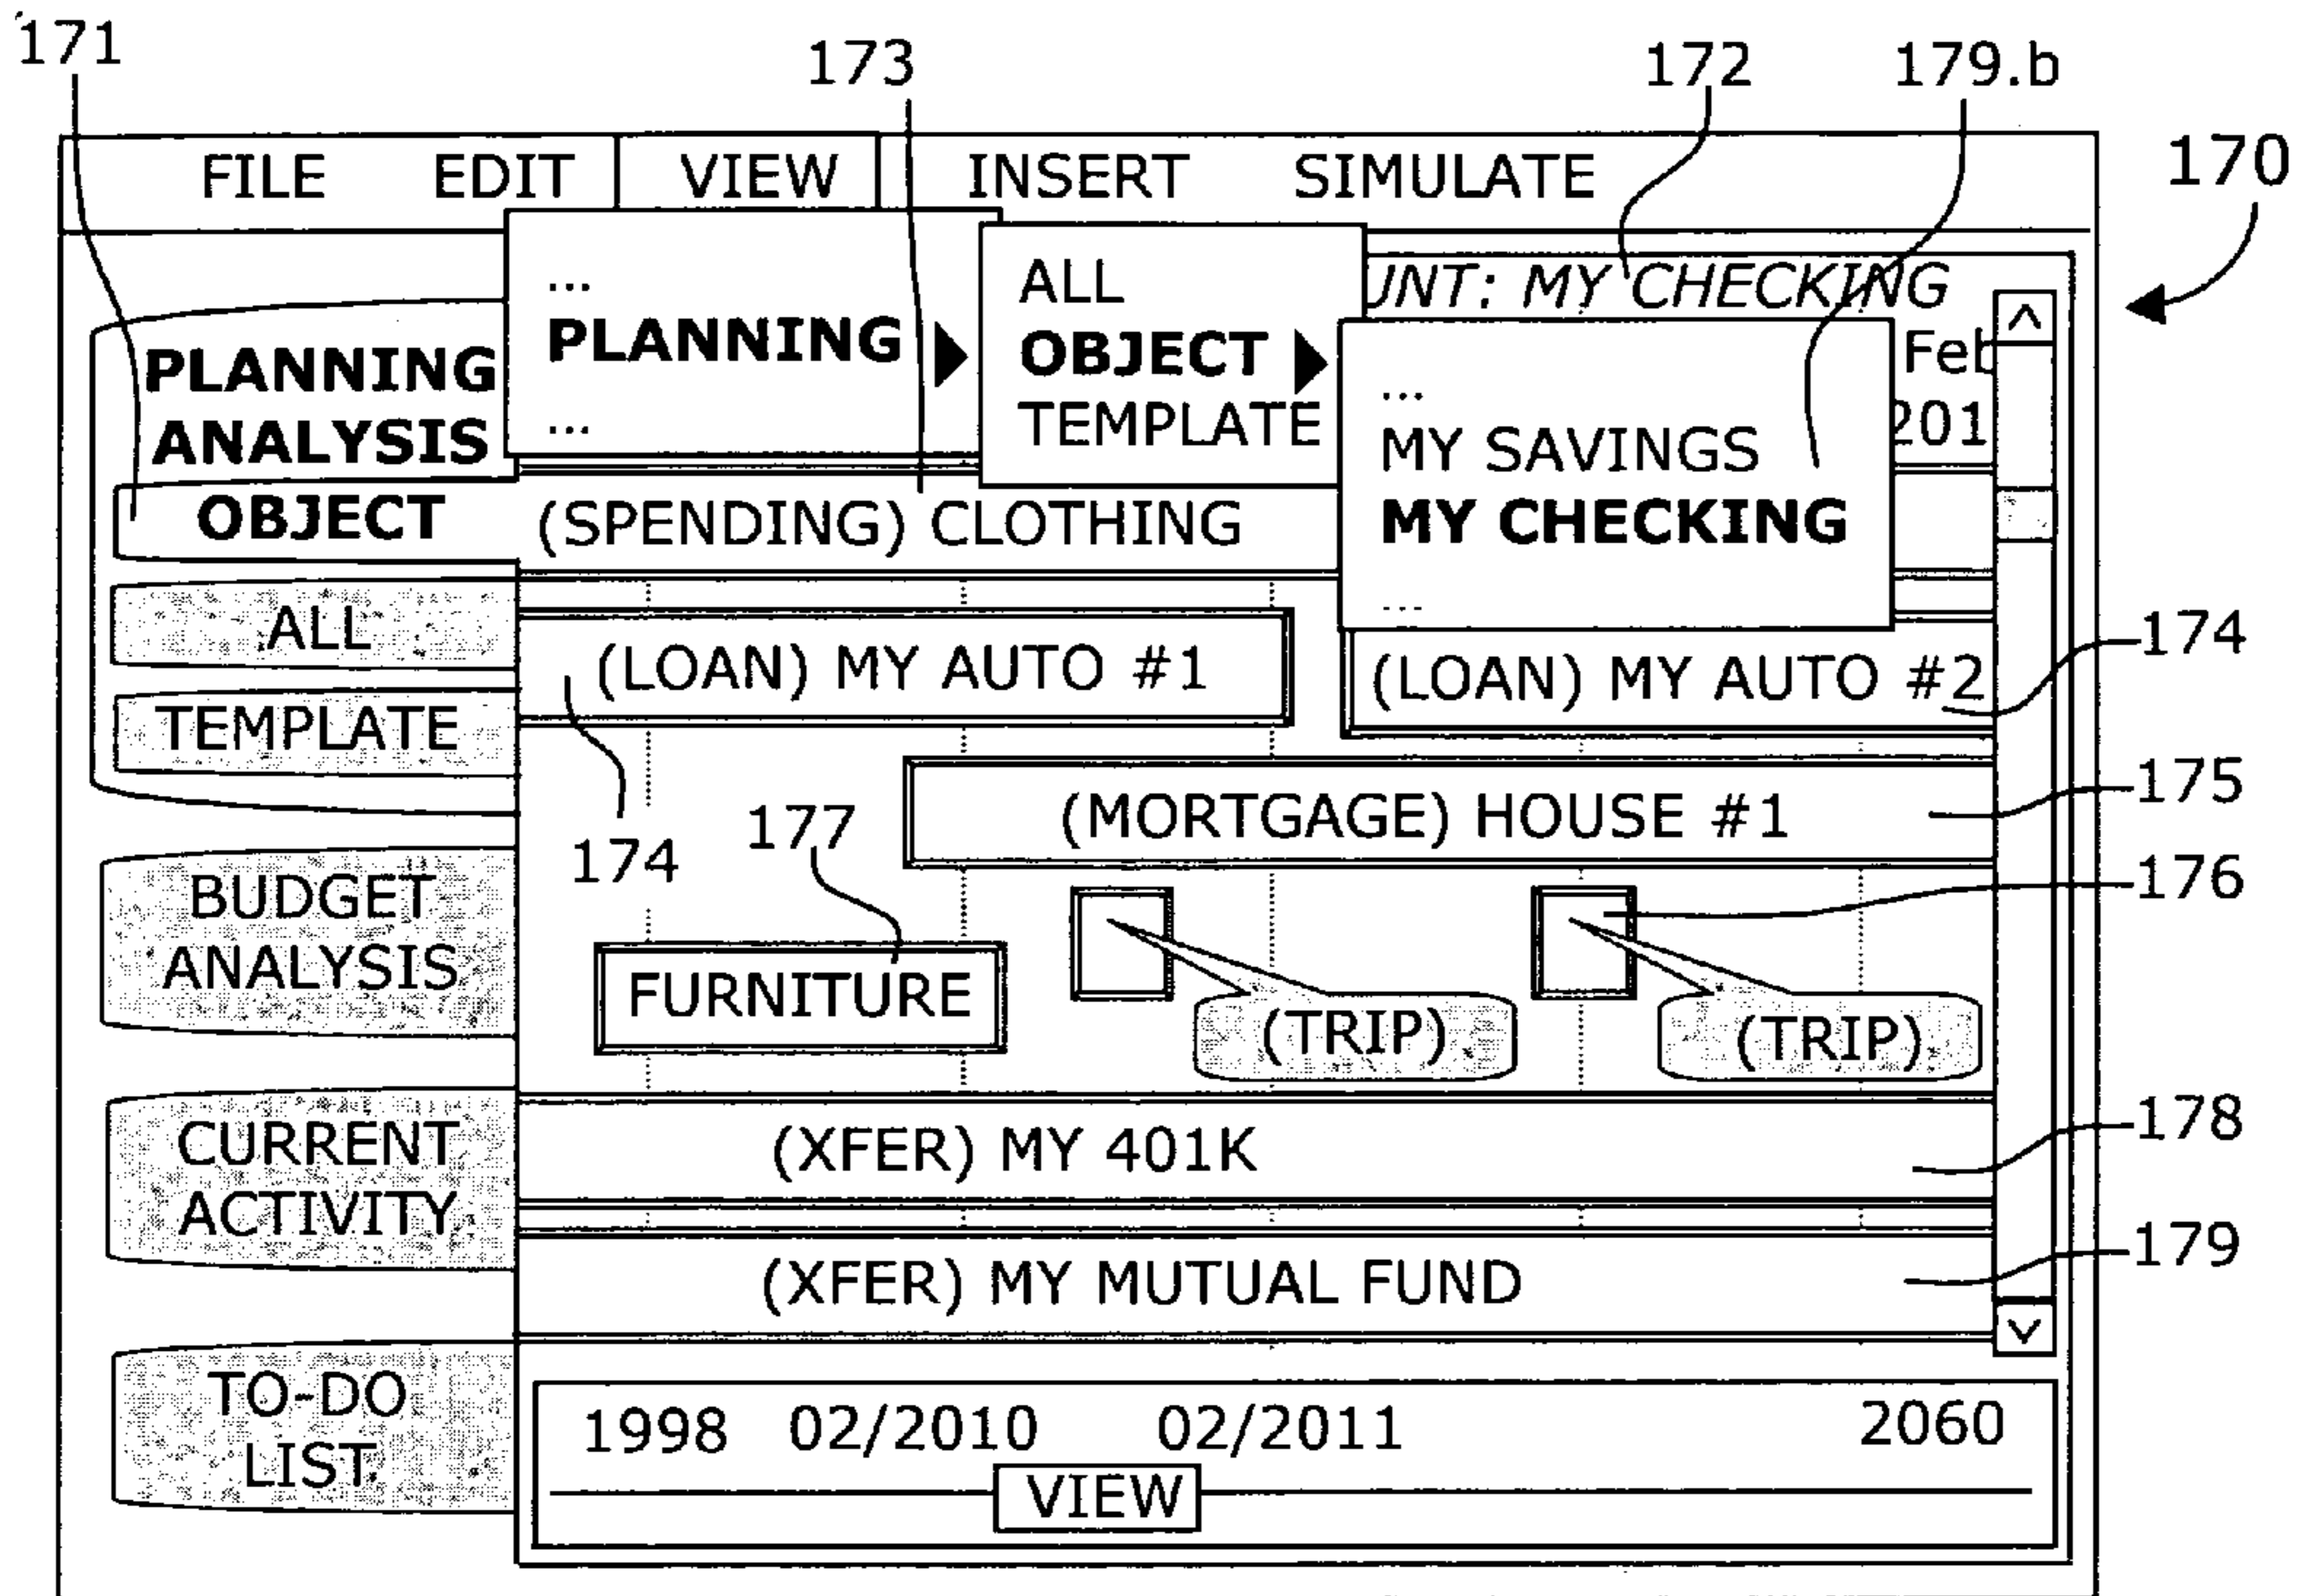 171
173
172
179.b
170
FILE EDIT VIEW INSERT SIMULATE
UNT: MY CHECKING
...
PLANNING
...
ALL
OBJECT
TEMPLATE
...
MY SAVINGS
MY CHECKING
...
Feb
201
PLANNING
ANALYSIS
OBJECT
ALL
TEMPLATE
BUDGET
ANALYSIS
CURRENT
ACTIVITY
TO-DO
LIST
(SPENDING) CLOTHING
(LOAN) MY AUTO #1
(LOAN) MY AUTO #2
174
174
(MORTGAGE) HOUSE #1
175
177
176
FURNITURE
(TRIP)
(TRIP)
(XFER) MY 401K
178
(XFER) MY MUTUAL FUND
179
1998 02/2010 02/2011 2060
VIEW